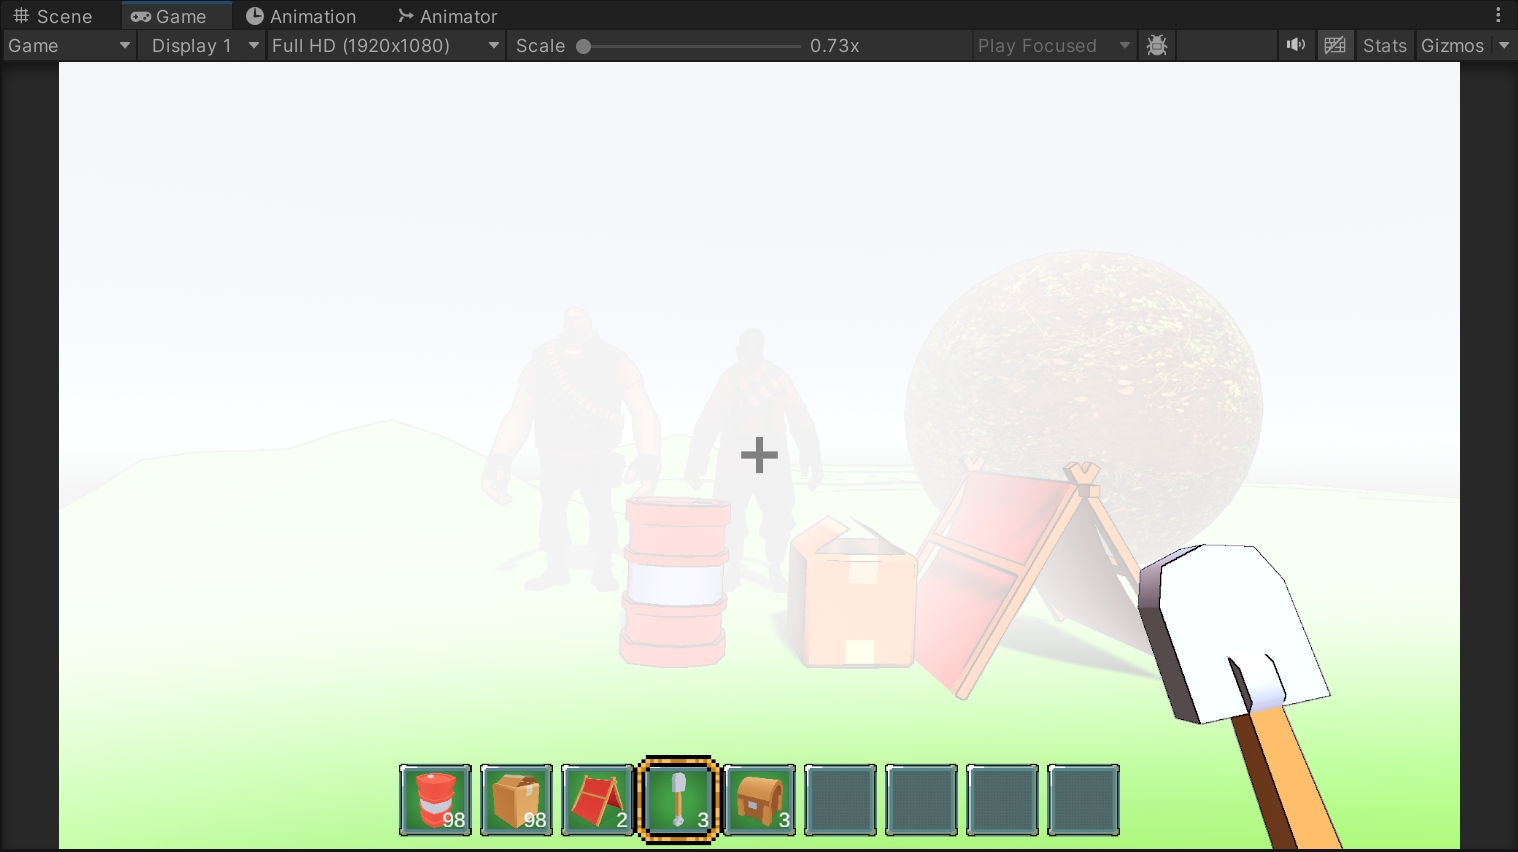 Scene Game Animation Animator
Game Display 1 Full HD (1920x1080) Scale 0.73x Play Focused Stats Gizmos
98 98 2 3 3